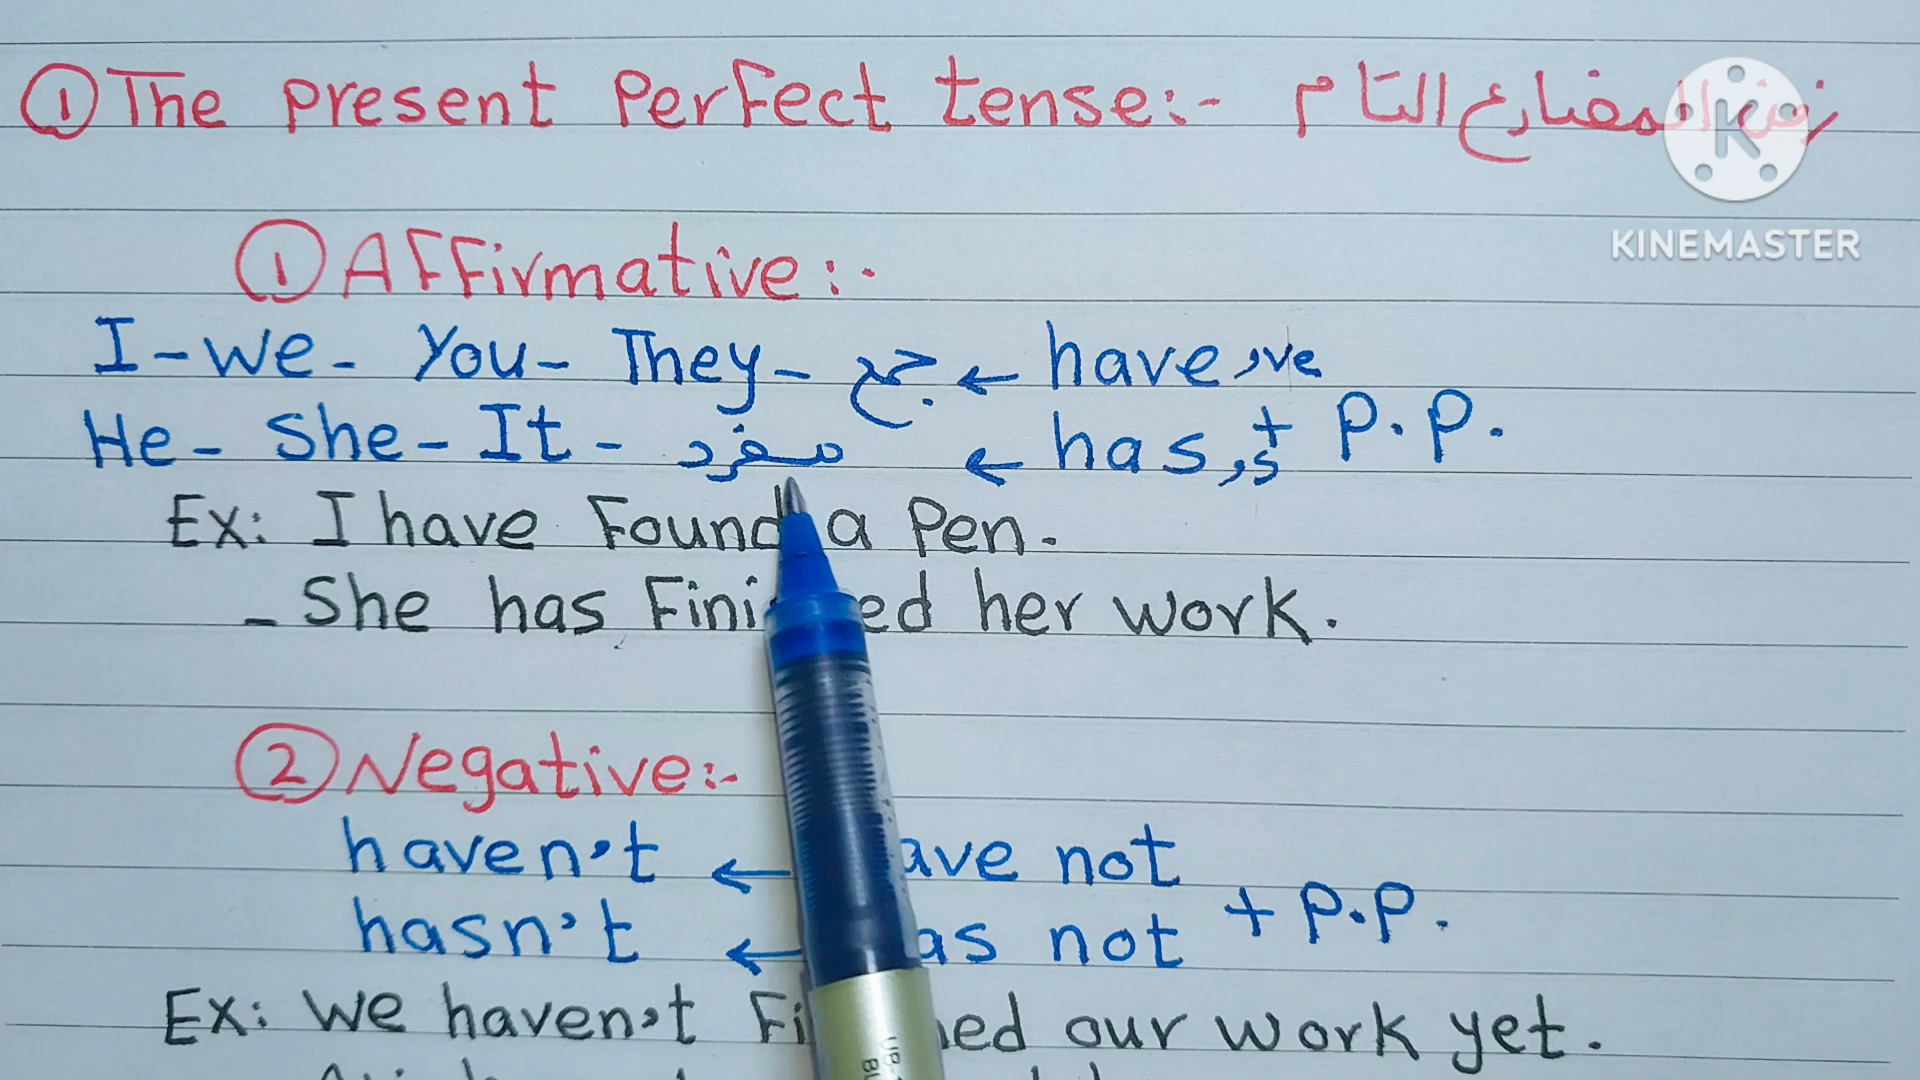 ① The present Perfect tense:- زمن المضارع التام
K
KINEMASTER
① Affirmative:-
I - we - You - They - جمع ← have ,ve
He - She - It - مفرد ← has ,s + P.P.
Ex: I have Found a Pen.
- She has Fini ed her work.
② Negative:-
haven't ← ave not
hasn't ← as not + P.P.
Ex: we haven't Fi ed our work yet.
UB-